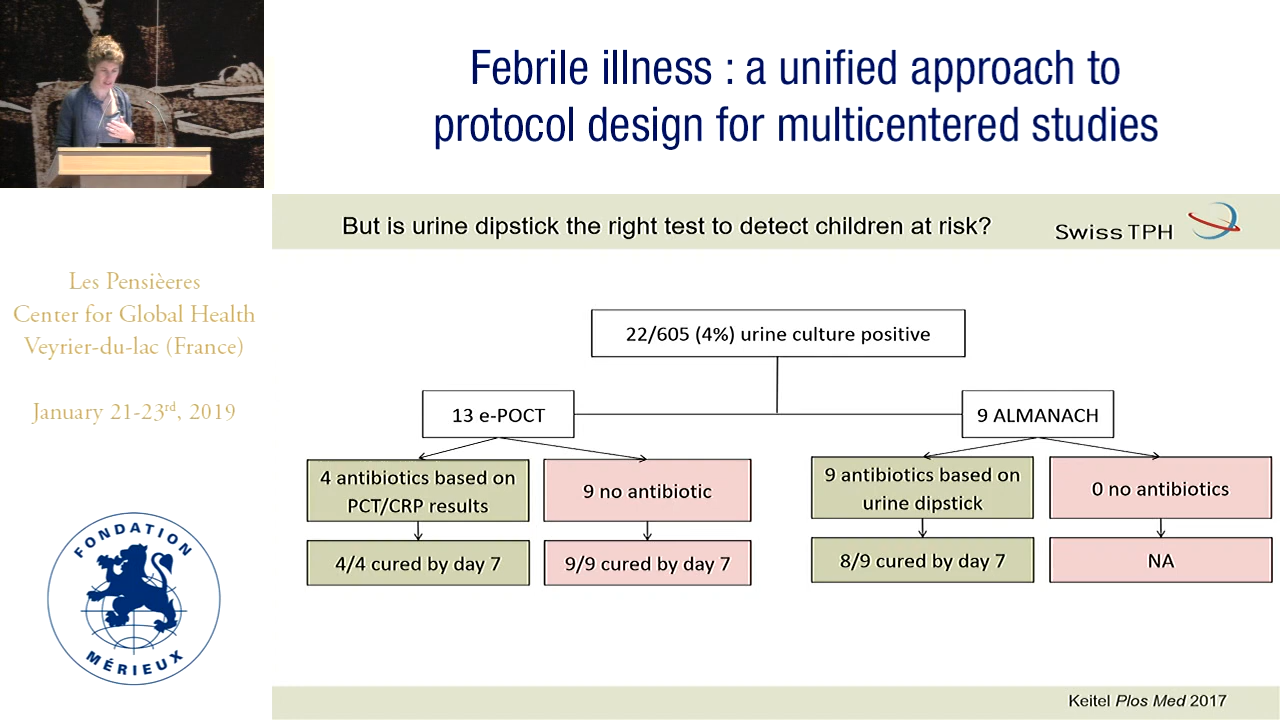 Febrile illness : a unified approach to
protocol design for multicentered studies
But is urine dipstick the right test to detect children at risk?
Swiss TPH
Les Pensièeres
Center for Global Health
Veyrier-du-lac (France)
January 21-23rd, 2019
FONDATION
MÉRIEUX
22/605 (4%) urine culture positive
13 e-POCT
9 ALMANACH
4 antibiotics based on
PCT/CRP results
9 no antibiotic
9 antibiotics based on
urine dipstick
0 no antibiotics
4/4 cured by day 7
9/9 cured by day 7
8/9 cured by day 7
NA
Keitel Plos Med 2017